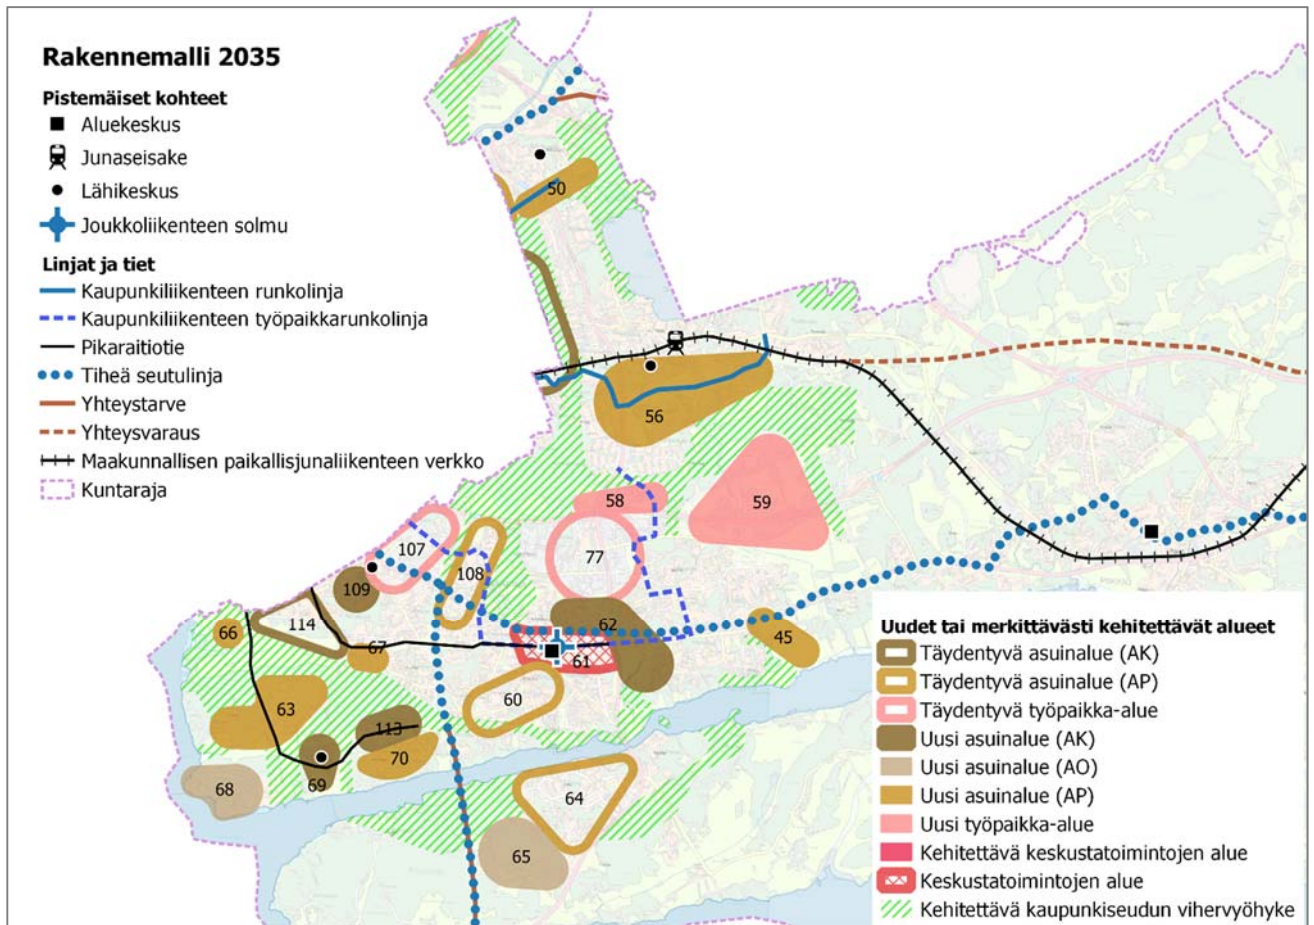 Rakennemalli 2035
Pistemäiset kohteet
Aluekeskus
Junaseisake
Lähikeskus
Joukkoliikenteen solmu
Linjat ja tiet
Kaupunkiliikenteen runkolinja
Kaupunkiliikenteen työpaikkarunkolinja
Pikaraitiotie
Tiheä seutulinja
Yhteystarve
Yhteysvaraus
Maakunnallisen paikallisjunaliikenteen verkko
Kuntaraja
50
56
58
59
107
77
108
109
114
66
67
62
61
45
60
63
113
70
69
68
64
65
Uudet tai merkittävästi kehitettävät alueet
Täydentyvä asuinalue (AK)
Täydentyvä asuinalue (AP)
Täydentyvä työpaikka-alue
Uusi asuinalue (AK)
Uusi asuinalue (AO)
Uusi asuinalue (AP)
Uusi työpaikka-alue
Kehitettävä keskustatoimintojen alue
Keskustatoimintojen alue
Kehitettävä kaupunkiseudun vihervyöhyke